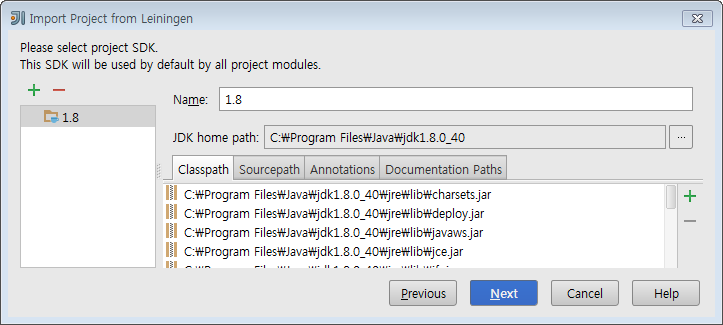 Import Project from Leiningen
Please select project SDK.
This SDK will be used by default by all project modules.
1.8
Name: 1.8
JDK home path: C:₩Program Files₩Java₩jdk1.8.0_40 ...
Classpath Sourcepath Annotations Documentation Paths
C:₩Program Files₩Java₩jdk1.8.0_40₩jre₩lib₩charsets.jar
C:₩Program Files₩Java₩jdk1.8.0_40₩jre₩lib₩deploy.jar
C:₩Program Files₩Java₩jdk1.8.0_40₩jre₩lib₩javaws.jar
C:₩Program Files₩Java₩jdk1.8.0_40₩jre₩lib₩jce.jar
Previous Next Cancel Help